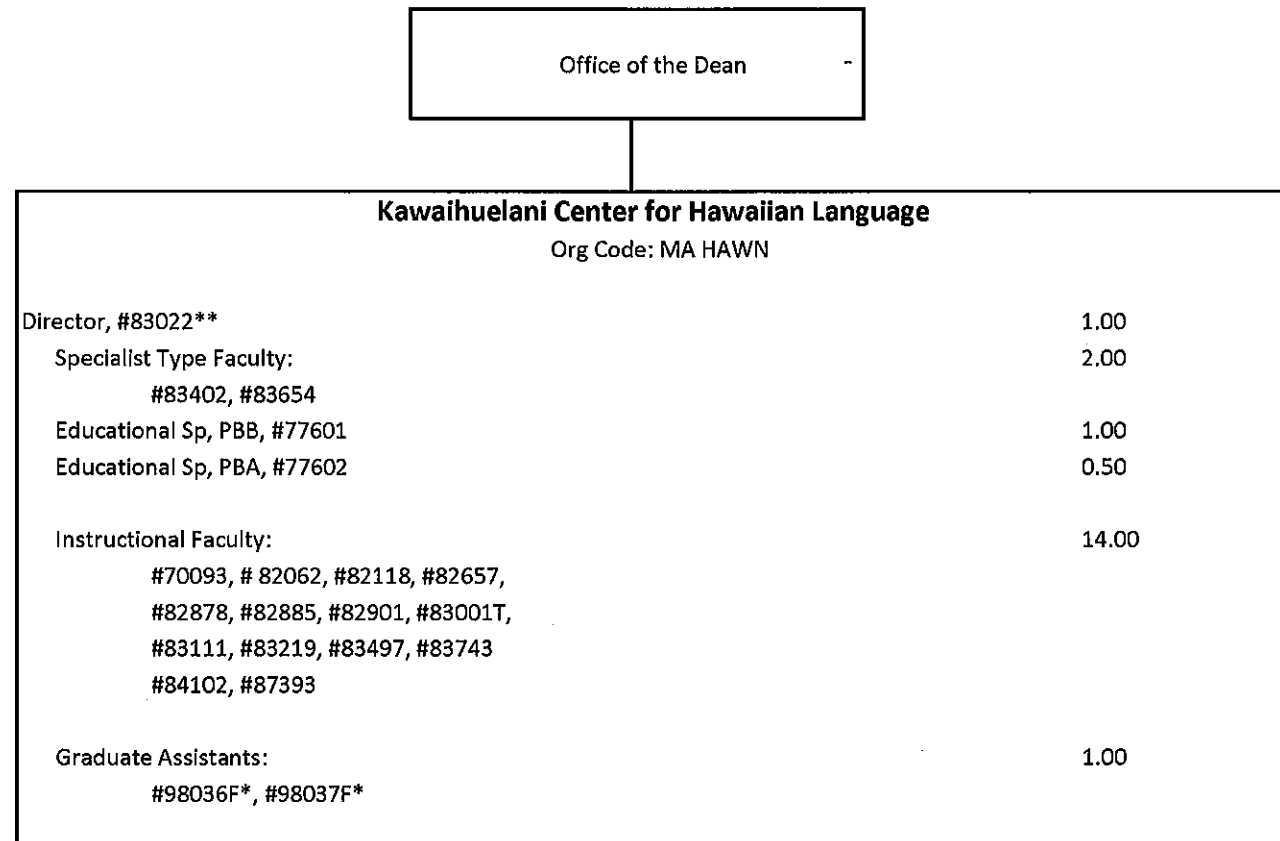 Office of the Dean -
Kawaihuelani Center for Hawaiian Language
Org Code: MA HAWN
Director, #83022** 1.00
Specialist Type Faculty: 2.00
#83402, #83654
Educational Sp, PBB, #77601 1.00
Educational Sp, PBA, #77602 0.50
Instructional Faculty: 14.00
#70093, # 82062, #82118, #82657,
#82878, #82885, #82901, #83001T,
#83111, #83219, #83497, #83743
#84102, #87393
Graduate Assistants: 1.00
#98036F*, #98037F*